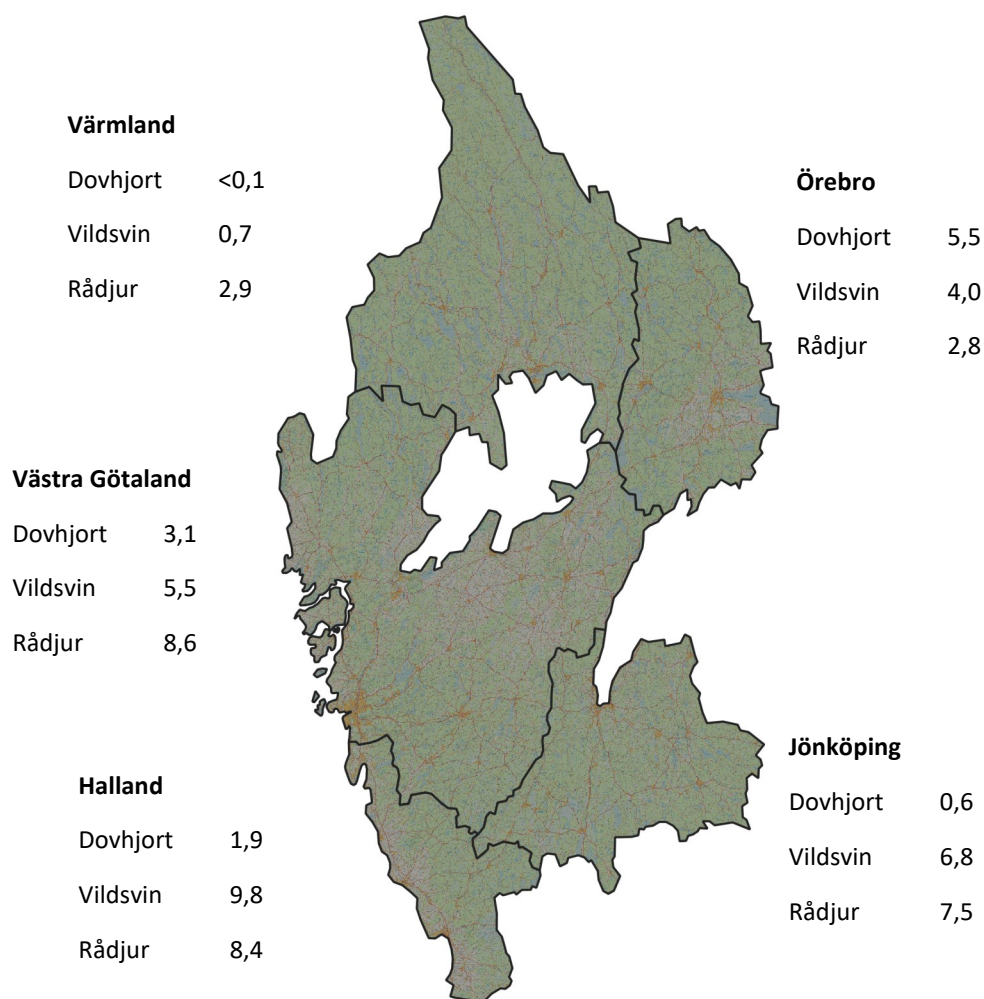 Värmland
Dovhjort <0,1
Vildsvin 0,7
Rådjur 2,9
Örebro
Dovhjort 5,5
Vildsvin 4,0
Rådjur 2,8
Västra Götaland
Dovhjort 3,1
Vildsvin 5,5
Rådjur 8,6
Jönköping
Dovhjort 0,6
Vildsvin 6,8
Rådjur 7,5
Halland
Dovhjort 1,9
Vildsvin 9,8
Rådjur 8,4